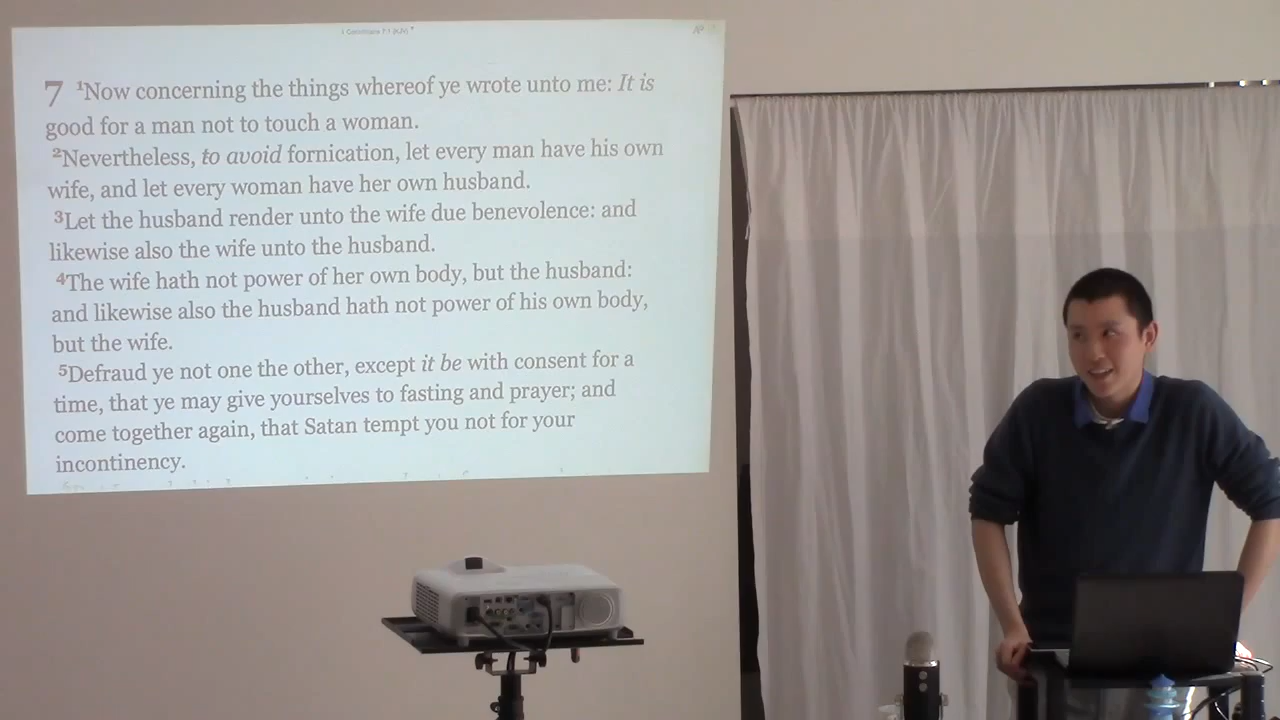 1 Corinthians 7:1 (KJV)
7 ¹Now concerning the things whereof ye wrote unto me: It is
good for a man not to touch a woman.
²Nevertheless, to avoid fornication, let every man have his own
wife, and let every woman have her own husband.
³Let the husband render unto the wife due benevolence: and
likewise also the wife unto the husband.
⁴The wife hath not power of her own body, but the husband:
and likewise also the husband hath not power of his own body,
but the wife.
⁵Defraud ye not one the other, except it be with consent for a
time, that ye may give yourselves to fasting and prayer; and
come together again, that Satan tempt you not for your
incontinency.